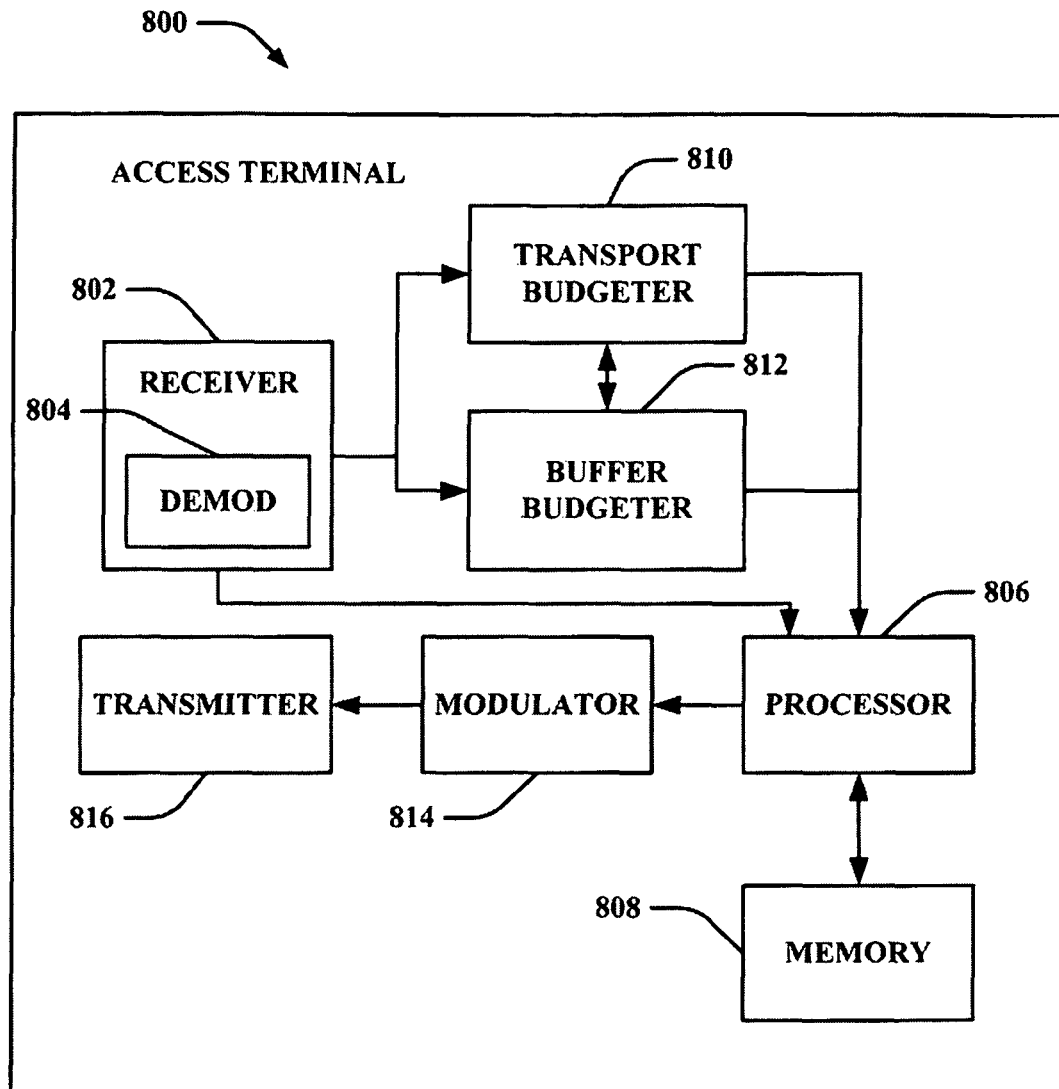 800
ACCESS TERMINAL
810
TRANSPORT
BUDGETER
802
RECEIVER
812
804
DEMOD
BUFFER
BUDGETER
806
TRANSMITTER
MODULATOR
PROCESSOR
816
814
808
MEMORY